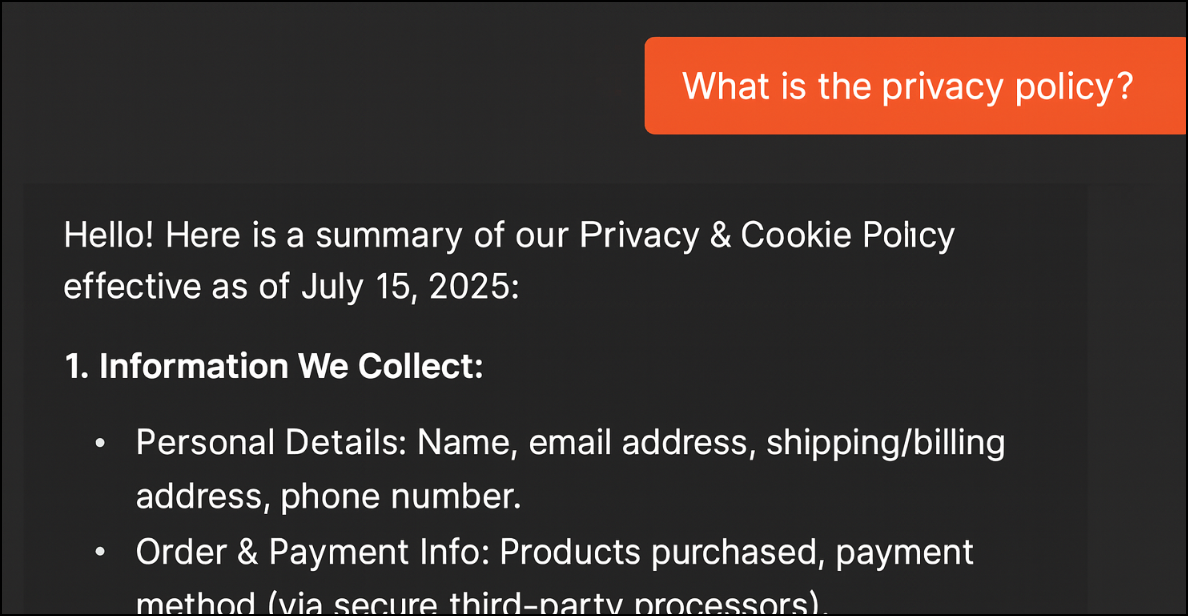 What is the privacy policy?
Hello! Here is a summary of our Privacy & Cookie Policy
effective as of July 15, 2025:
1. Information We Collect:
• Personal Details: Name, email address, shipping/billing
address, phone number.
• Order & Payment Info: Products purchased, payment
method (via secure third-party processors).